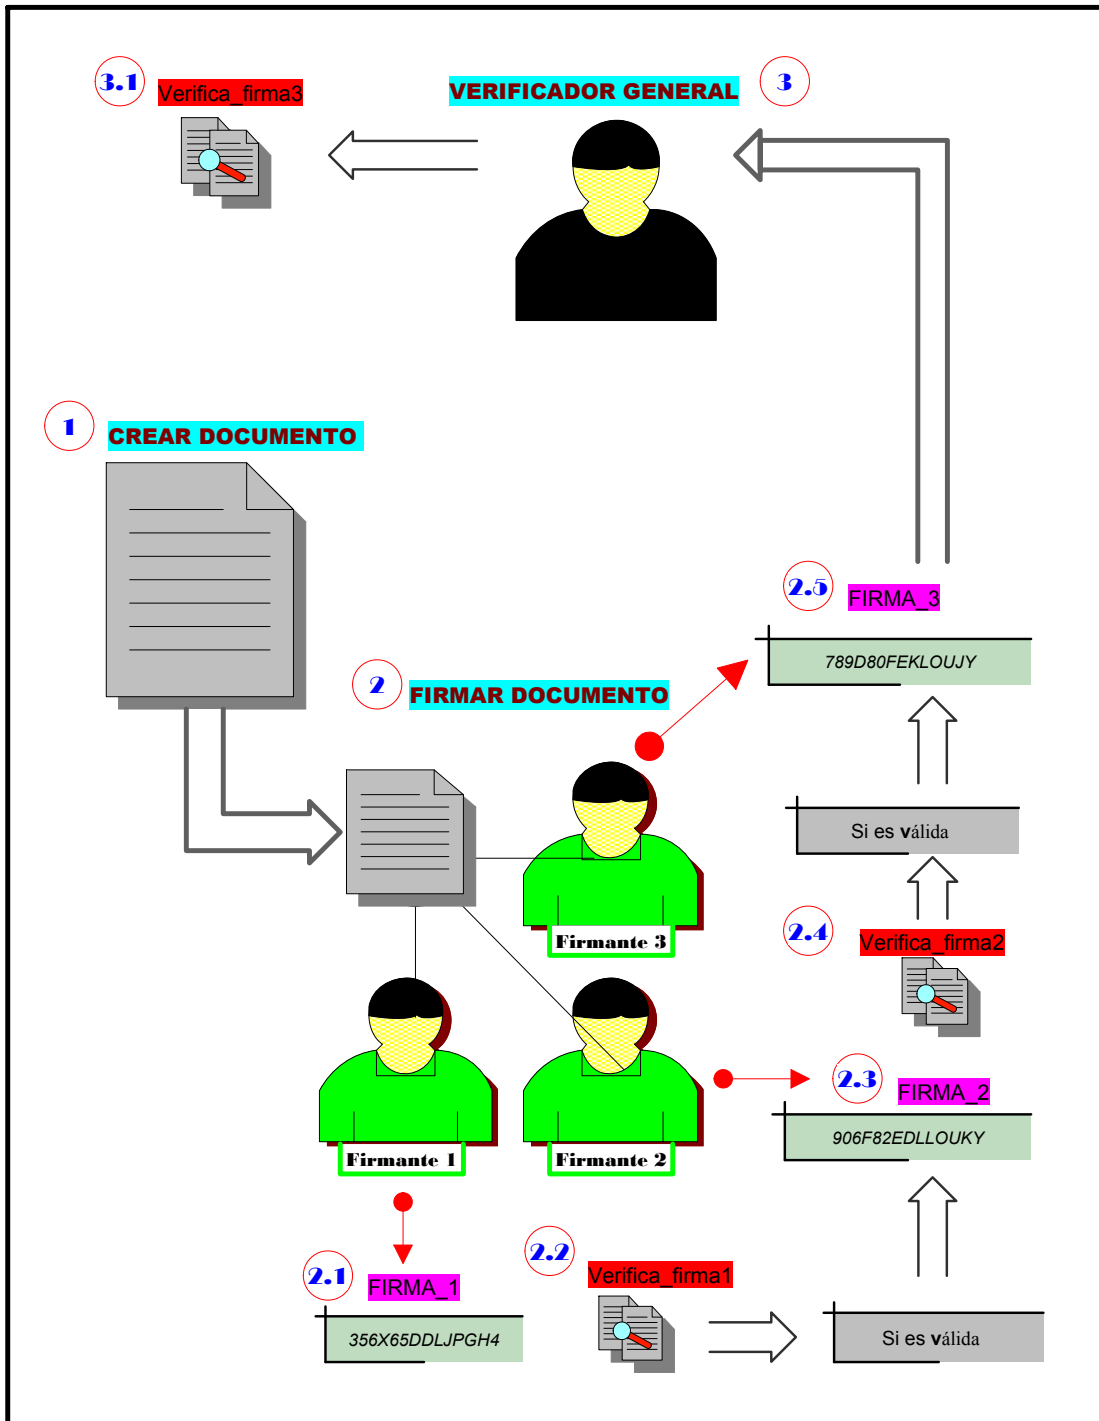 3.1
Verifica_firma3
VERIFICADOR GENERAL
3
1
CREAR DOCUMENTO
2.5
FIRMA_3
789D80FEKLOUJY
2
FIRMAR DOCUMENTO
Si es válida
Firmante 3
2.4
Verifica_firma2
2.3
FIRMA_2
906F82EDLLOUKY
Firmante 1
Firmante 2
2.1
FIRMA_1
356X65DDLJPGH4
2.2
Verifica_firma1
Si es válida